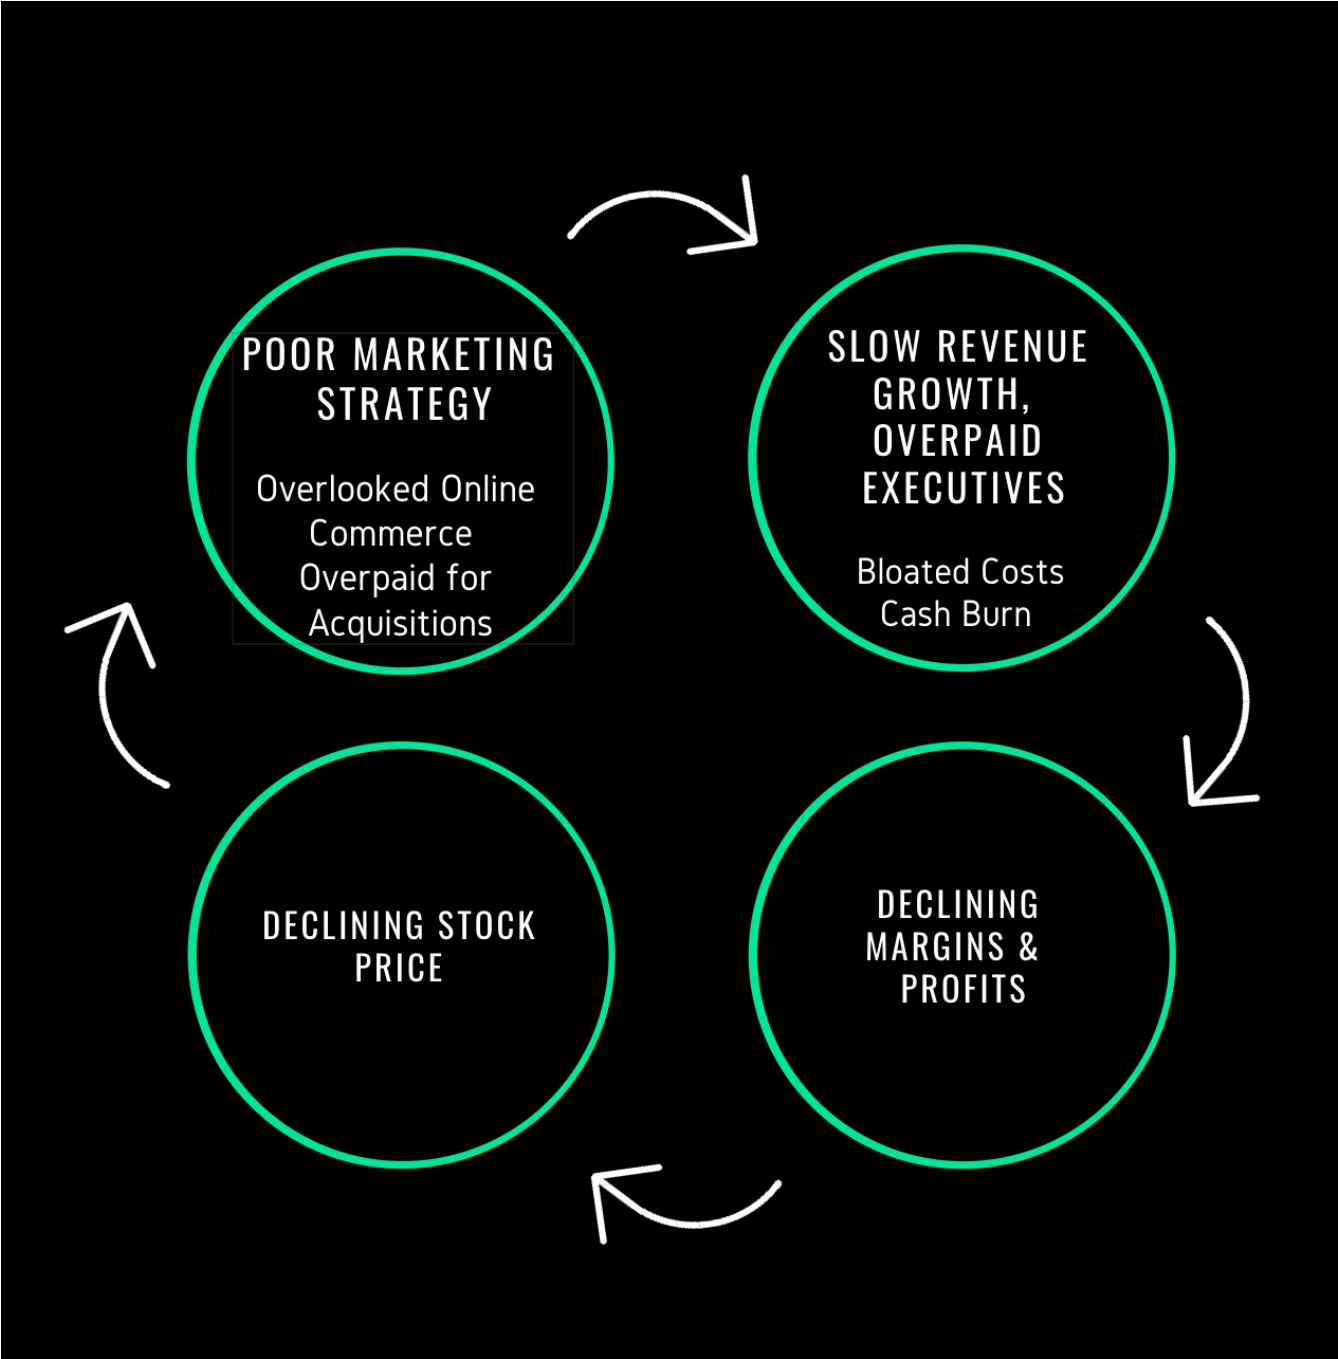 POOR MARKETING
STRATEGY
Overlooked Online
Commerce
Overpaid for
Acquisitions
SLOW REVENUE
GROWTH,
OVERPAID
EXECUTIVES
Bloated Costs
Cash Burn
DECLINING STOCK
PRICE
DECLINING
MARGINS &
PROFITS